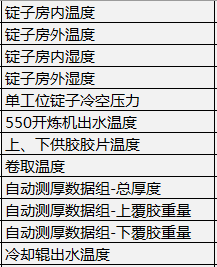 锭子房内温度
锭子房外温度
锭子房内湿度
锭子房外湿度
单工位锭子冷空压力
550开炼机出水温度
上、下供胶胶片温度
卷取温度
自动测厚数据组-总厚度
自动测厚数据组-上覆胶重量
自动测厚数据组-下覆胶重量
冷却辊出水温度